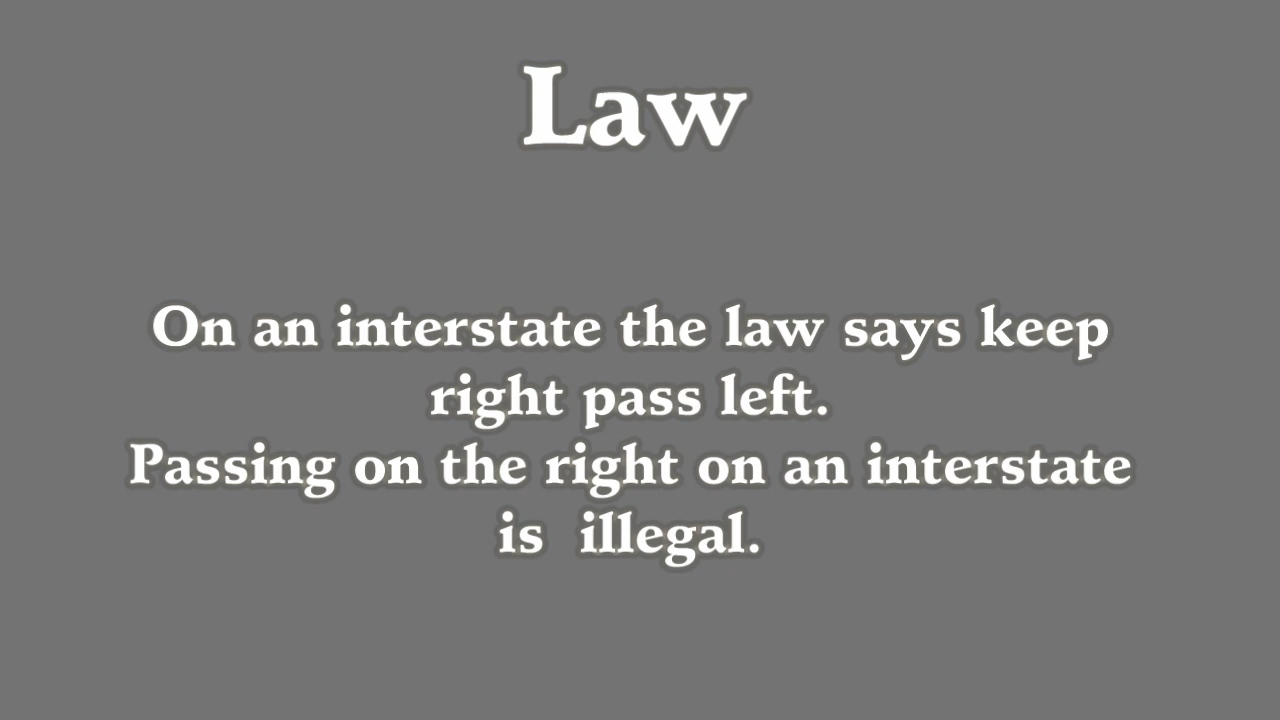 Law
On an interstate the law says keep
right pass left.
Passing on the right on an interstate
is  illegal.